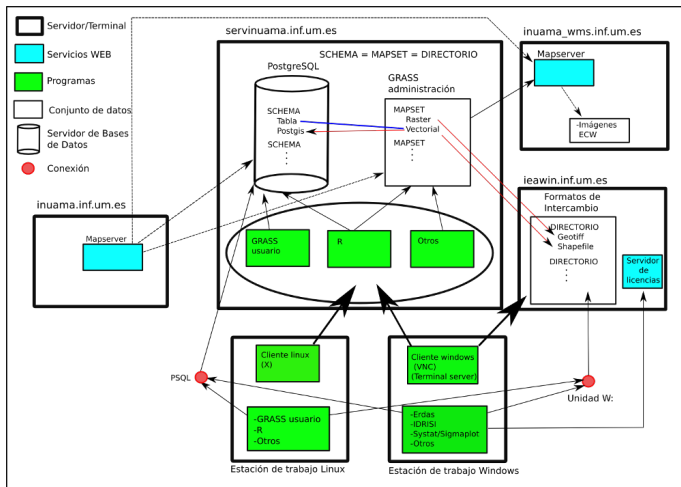 Servidor/Terminal
Servicios WEB
Programas
Conjunto de datos
Servidor de Bases
de Datos
Conexión
servinuama.inf.um.es
SCHEMA = MAPSET = DIRECTORIO
PostgreSQL
SCHEMA
Tabla
Postgis
SCHEMA
.
.
.
GRASS
administración
MAPSET
Raster
Vectorial
MAPSET
.
.
.
GRASS
usuario
R
Otros
inuama_wms.inf.um.es
Mapserver
-Imágenes
ECW
ieawin.inf.um.es
Formatos de
Intercambio
DIRECTORIO
Geotiff
Shapefile
DIRECTORIO
.
.
.
Servidor
de
licencias
inuama.inf.um.es
Mapserver
Cliente linux
(X)
-GRASS usuario
-R
-Otros
Estación de trabajo Linux
Cliente windows
(VNC)
(Terminal server)
-Erdas
-IDRISI
-Systat/Sigmaplot
-Otros
Estación de trabajo Windows
PSQL
Unidad W: